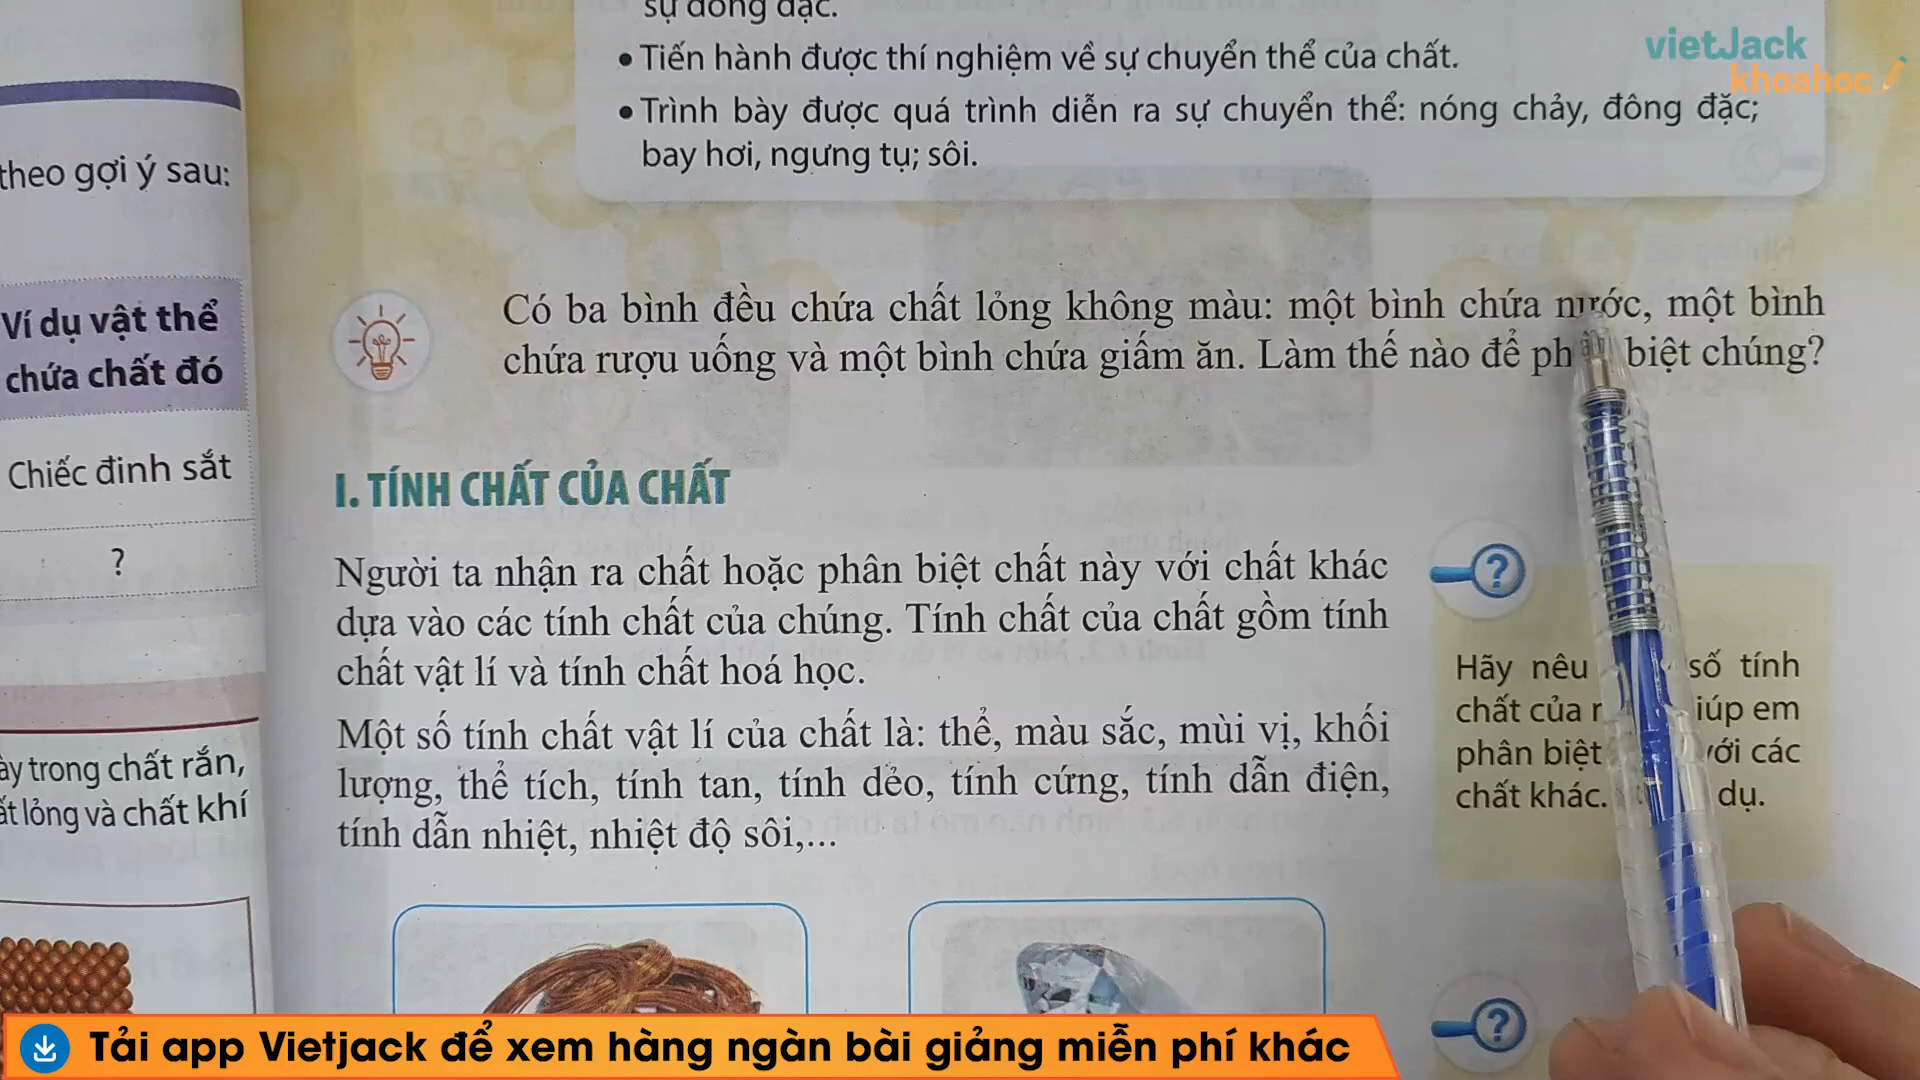 sự đông đặc.
• Tiến hành được thí nghiệm về sự chuyển thể của chất.
• Trình bày được quá trình diễn ra sự chuyển thể: nóng chảy, đông đặc;
bay hơi, ngưng tụ; sôi.
vietJack
khoahoc
theo gợi ý sau:
Ví dụ vật thể
chứa chất đó
Chiếc đinh sắt
?
trong chất rắn,
lỏng và chất khí
Có ba bình đều chứa chất lỏng không màu: một bình chứa nước, một bình
chứa rượu uống và một bình chứa giấm ăn. Làm thế nào để phân biệt chúng?
I. TÍNH CHẤT CỦA CHẤT
Người ta nhận ra chất hoặc phân biệt chất này với chất khác
dựa vào các tính chất của chúng. Tính chất của chất gồm tính
chất vật lí và tính chất hoá học.
Một số tính chất vật lí của chất là: thể, màu sắc, mùi vị, khối
lượng, thể tích, tính tan, tính dẻo, tính cứng, tính dẫn điện,
tính dẫn nhiệt, nhiệt độ sôi,...
?
Hãy nêu số tính
chất của em
phân biệt với các
chất khác. dụ.
?
Tải app Vietjack để xem hàng ngàn bài giảng miễn phí khác